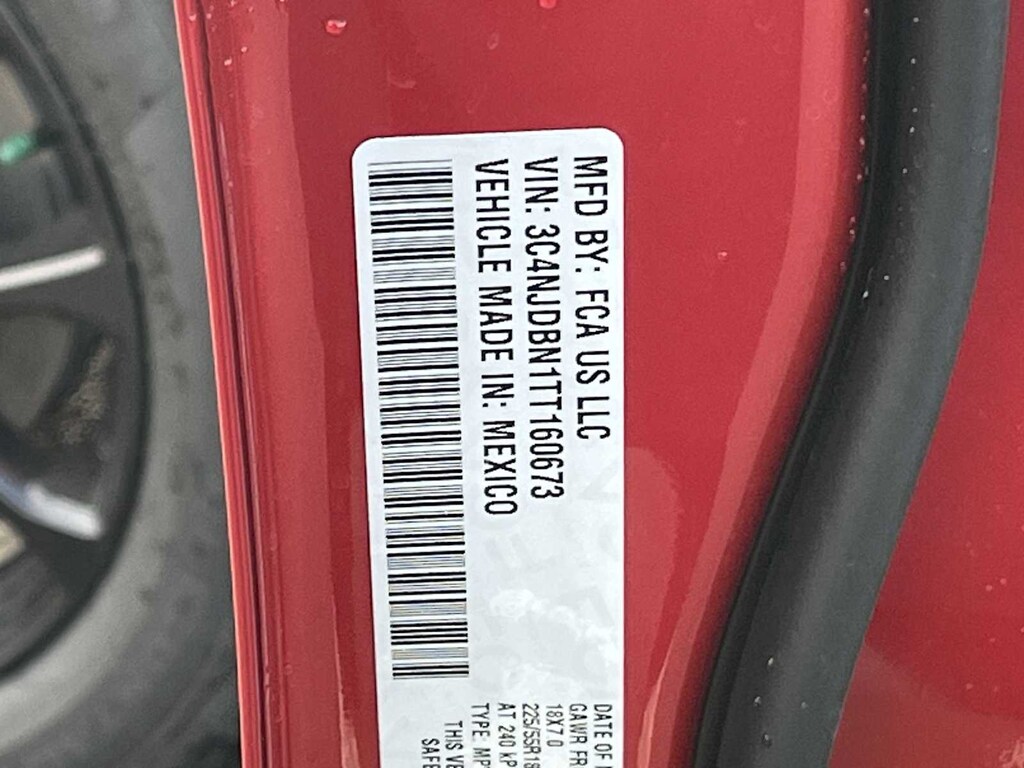 MFD BY: FCA US LLC
VIN: 3C4NJDBN1TT160673
VEHICLE MADE IN: MEXICO
DATE OF
GAWR FR
18X7.0
225/55R18
AT 240 kP
TYPE: MP
THIS VE
SAFE